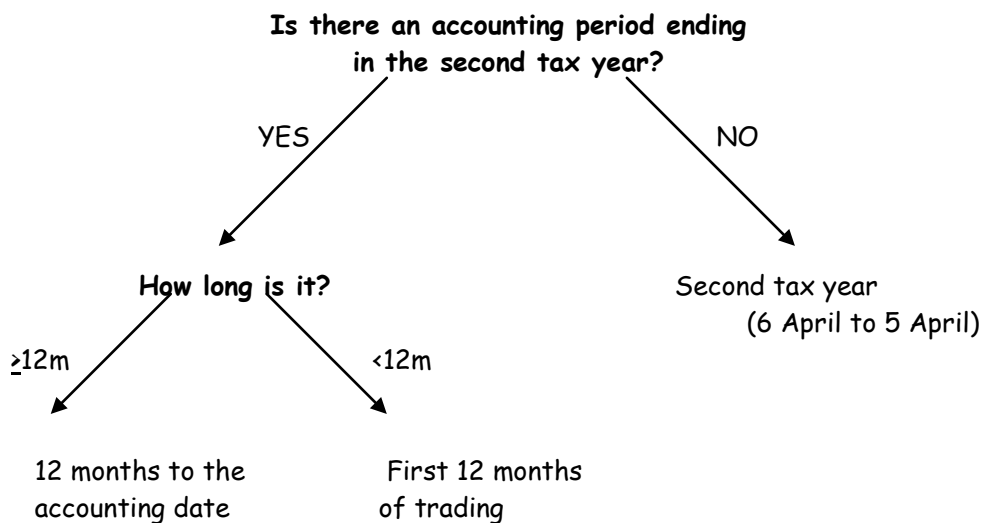 Is there an accounting period ending
in the second tax year?
YES
NO
How long is it?
Second tax year
(6 April to 5 April)
≥12m
<12m
12 months to the
accounting date
First 12 months
of trading